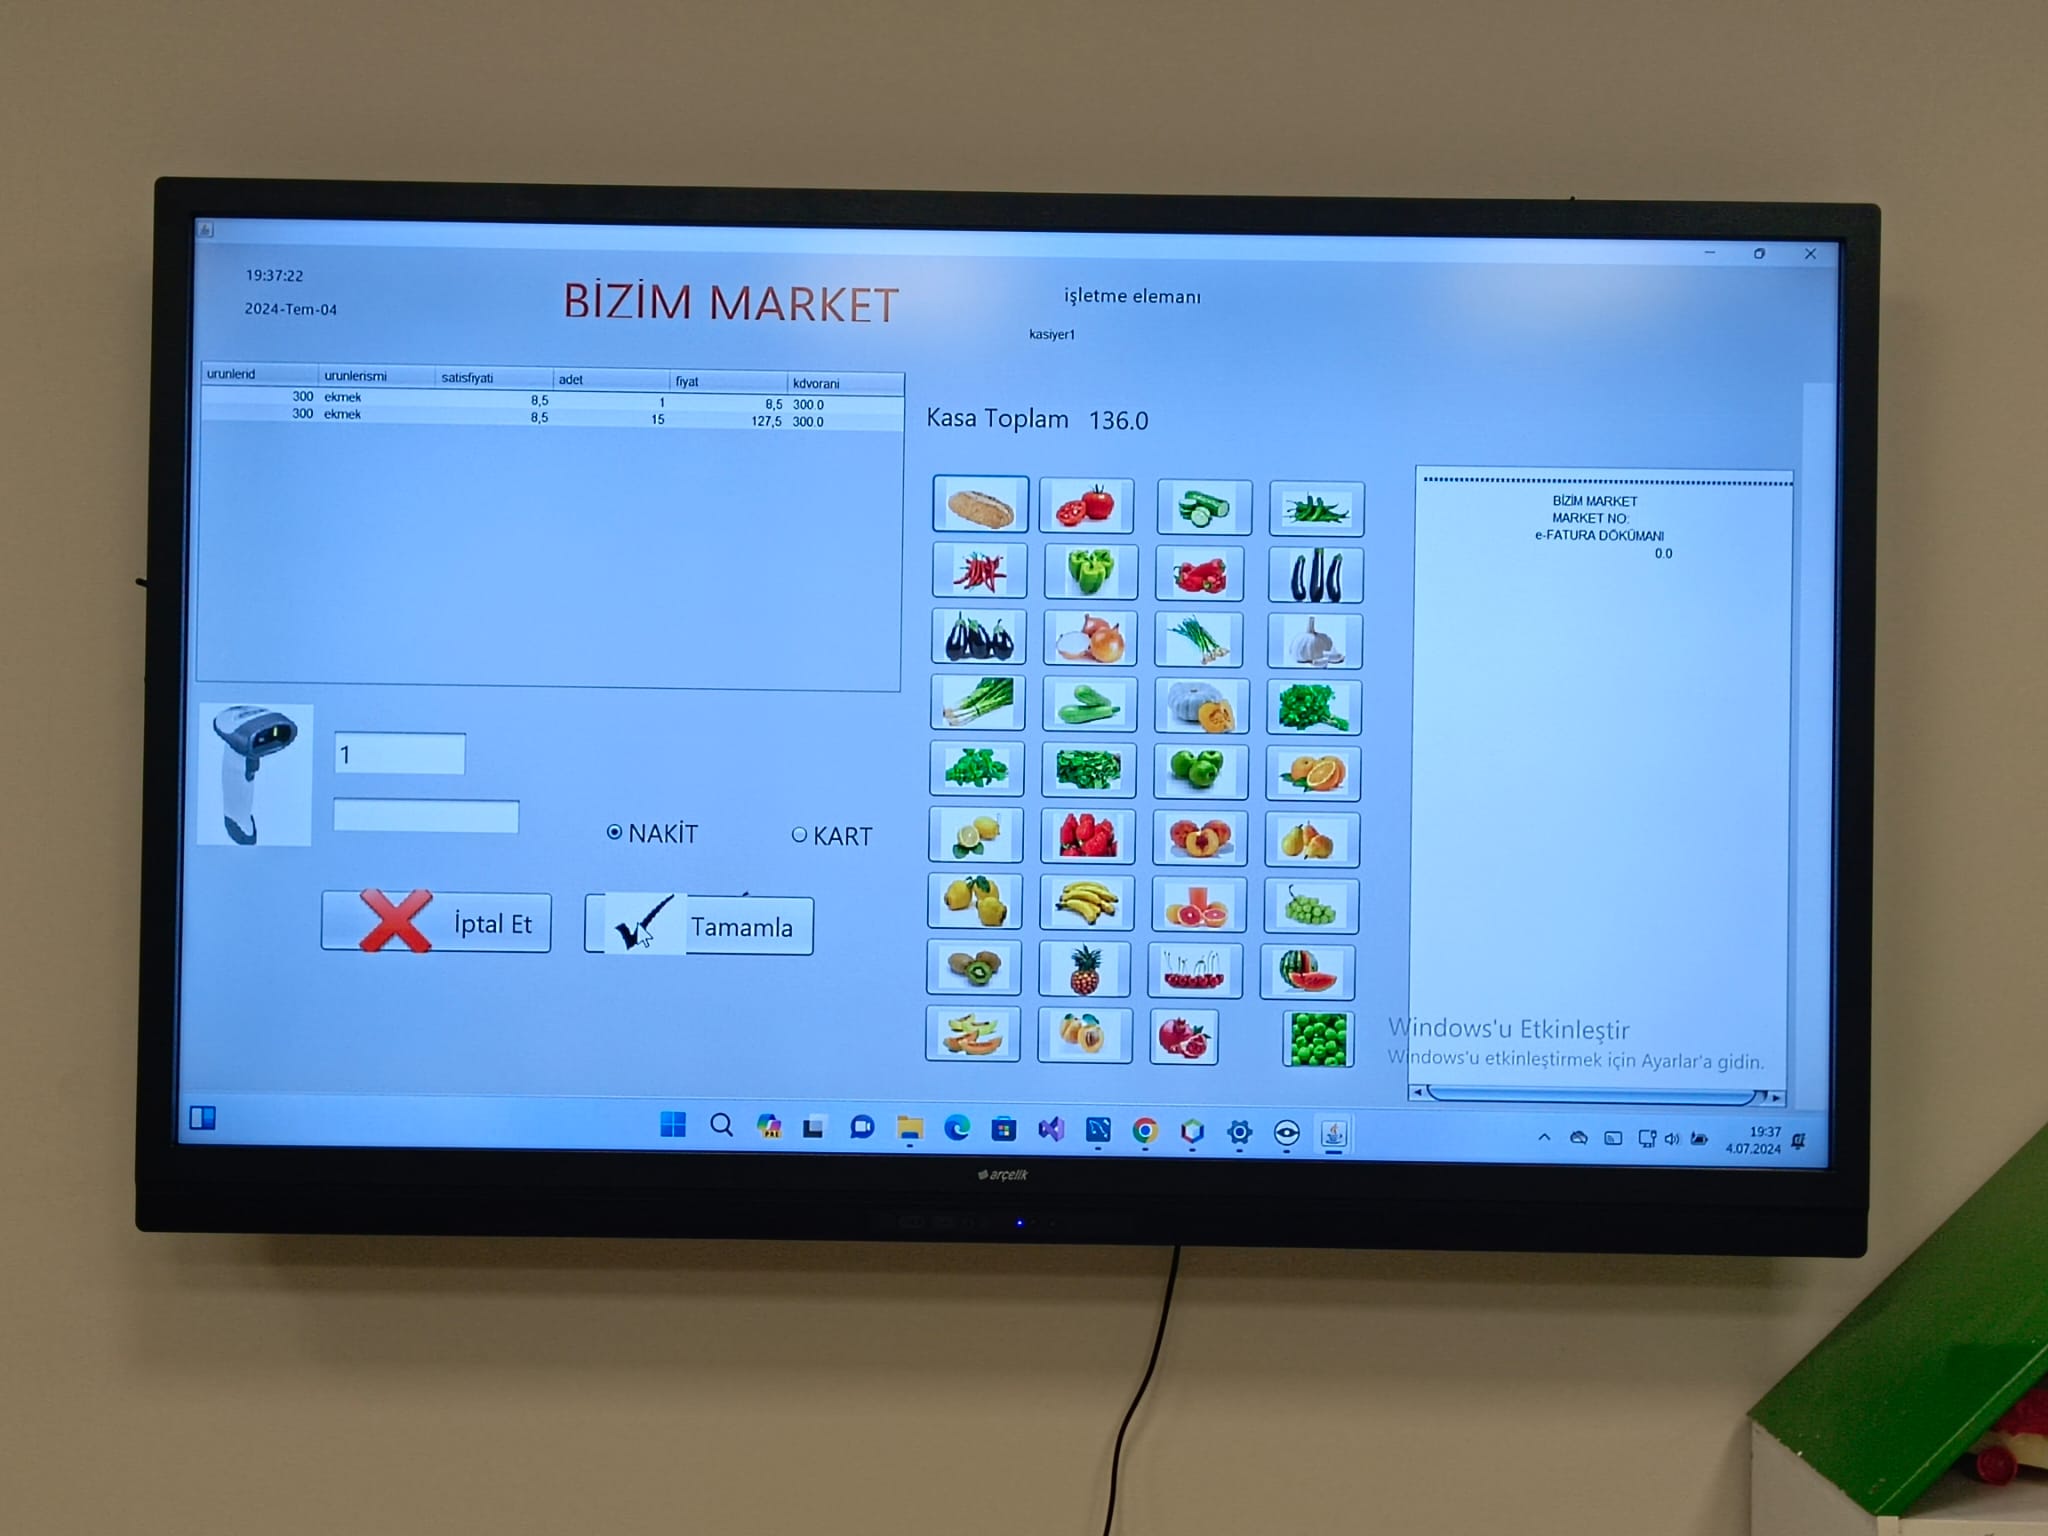 19:37:22
2024-Tem-04
BİZİM MARKET
işletme elemanı
kasiyer1
urunlerid urunlerismi satisfiyati adet fiyat kdvorani
300 ekmek 8,5 1 8,5 300.0
300 ekmek 8,5 15 127,5 300.0
Kasa Toplam 136.0
BİZİM MARKET
MARKET NO:
e-FATURA DÖKÜMANI
0.0
1
NAKİT KART
İptal Et Tamamla
Windows'u Etkinleştir
Windows'u etkinleştirmek için Ayarlar'a gidin.
PRE
19:37
4.07.2024
arçelik